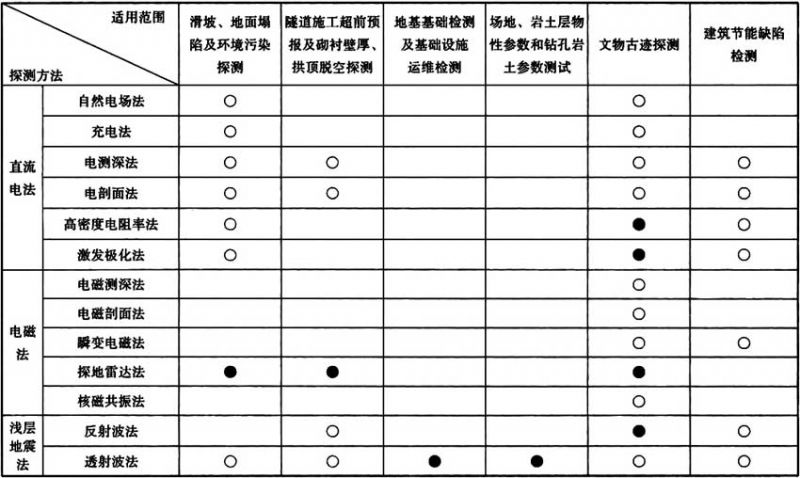 适用范围
探测方法
滑坡、地面塌
陷及环境污染
探测
隧道施工超前预
报及砌衬壁厚、
拱顶脱空探测
地基基础检测
及基础设施
运维检测
场地、岩土层物
性参数和钻孔岩
土参数测试
文物古迹探测
建筑节能缺陷
检测
直流
电法
自然电场法 ○ ○
充电法 ○ ○
电测深法 ○ ○ ○ ○
电剖面法 ○ ○ ○ ○
高密度电阻率法 ○ ● ○
激发极化法 ○ ● ○
电磁
法
电磁测深法 ○
电磁剖面法 ○
瞬变电磁法 ○ ○
探地雷达法 ● ● ●
核磁共振法 ○
浅层
地震
法
反射波法 ○ ● ○
透射波法 ○ ○ ● ● ○ ○